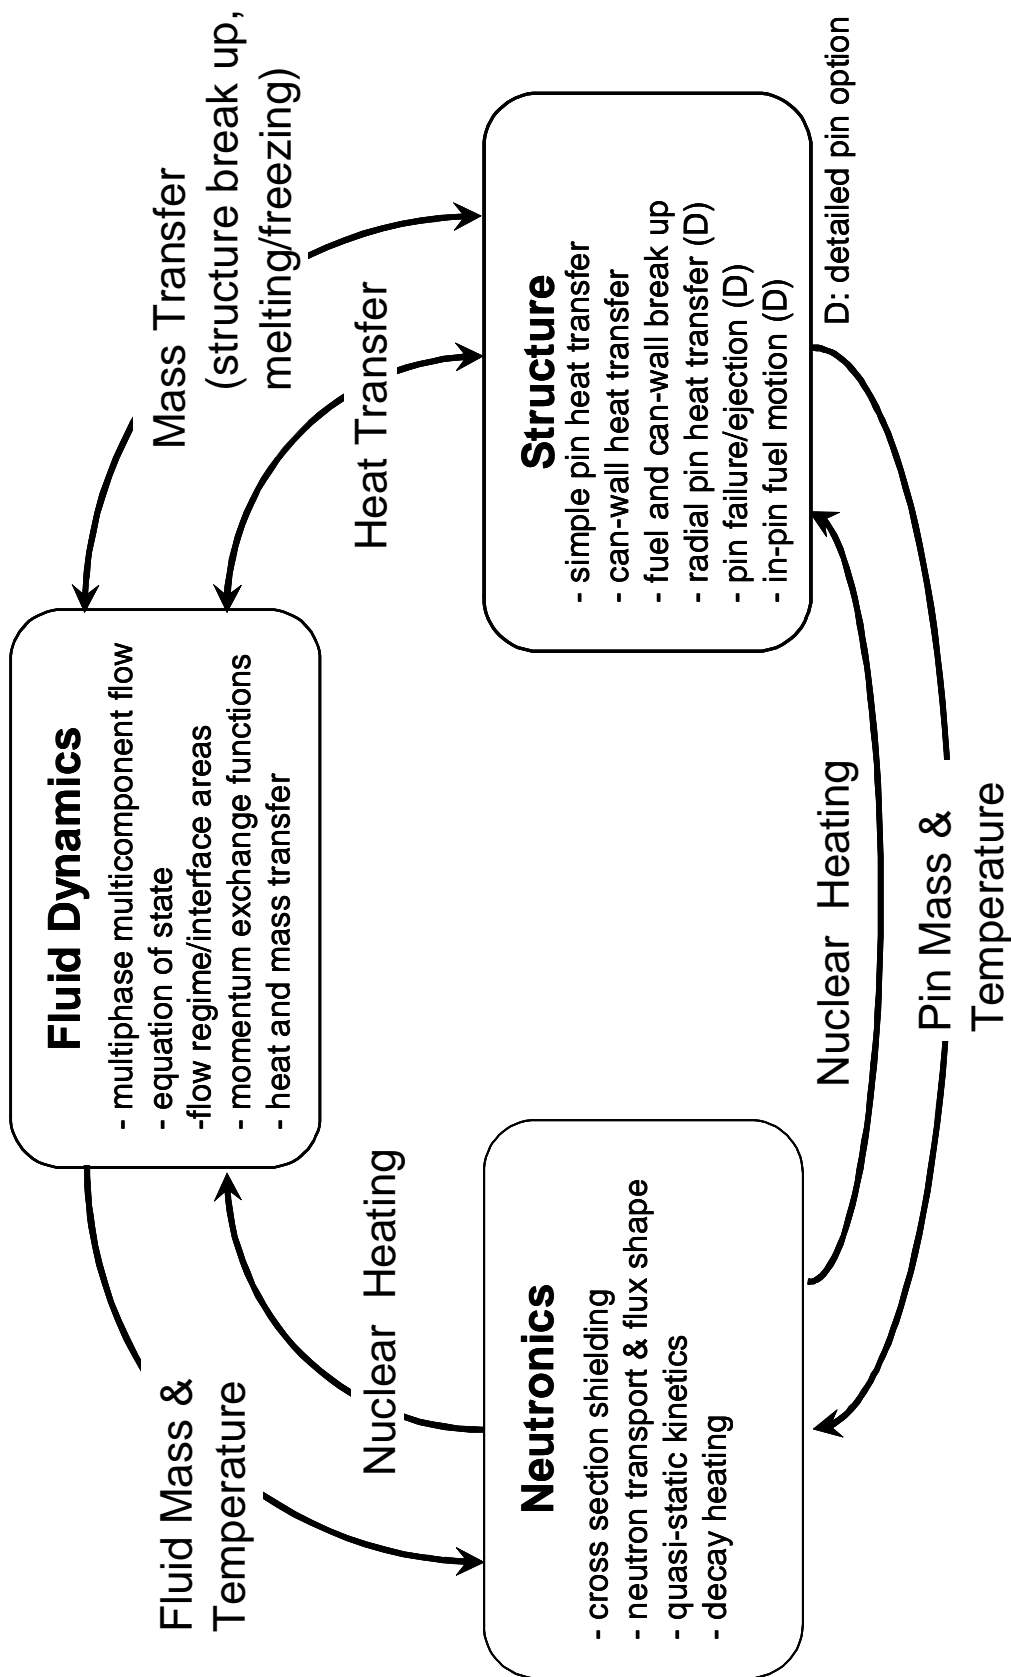 Fluid Dynamics
- multiphase multicomponent flow
- equation of state
-flow regime/interface areas
- momentum exchange functions
- heat and mass transfer
Fluid Mass &
Temperature
Nuclear Heating
Mass Transfer
(structure break up,
melting/freezing)
Heat Transfer
Neutronics
- cross section shielding
- neutron transport & flux shape
- quasi-static kinetics
- decay heating
Structure
- simple pin heat transfer
- can-wall heat transfer
- fuel and can-wall break up
- radial pin heat transfer (D)
- pin failure/ejection (D)
- in-pin fuel motion (D)
D: detailed pin option
Nuclear Heating
Pin Mass &
Temperature